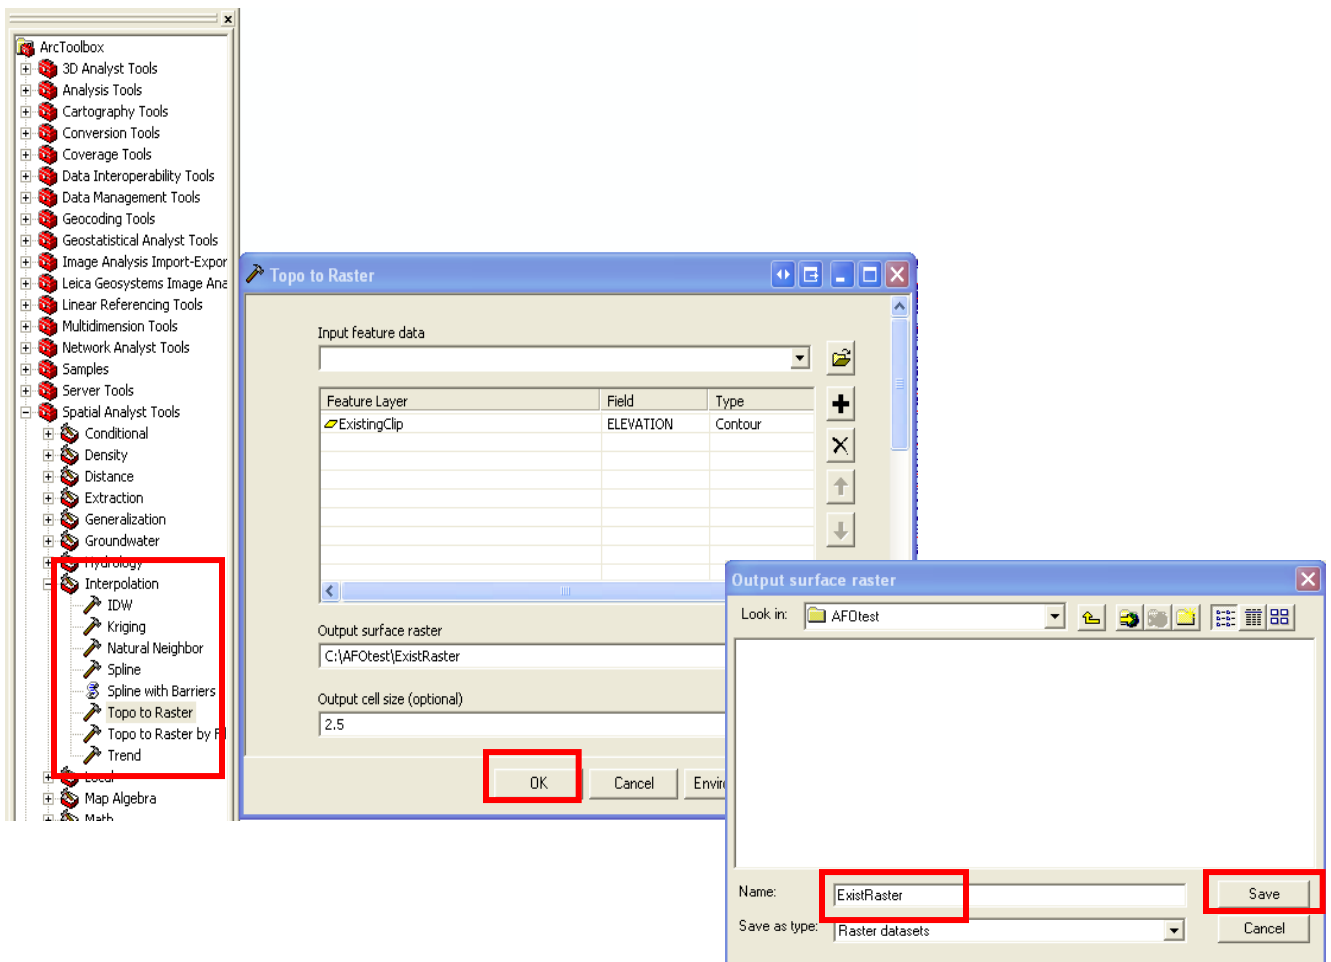 ArcToolbox
3D Analyst Tools
Analysis Tools
Cartography Tools
Conversion Tools
Coverage Tools
Data Interoperability Tools
Data Management Tools
Geocoding Tools
Geostatistical Analyst Tools
Image Analysis Import-Expor
Leica Geosystems Image Ana
Linear Referencing Tools
Multidimension Tools
Network Analyst Tools
Samples
Server Tools
Spatial Analyst Tools
Conditional
Density
Distance
Extraction
Generalization
Groundwater
Hydrology
Interpolation
IDW
Kriging
Natural Neighbor
Spline
Spline with Barriers
Topo to Raster
Topo to Raster by Fi
Trend
Local
Map Algebra
Math
Topo to Raster
Input feature data
Feature Layer Field Type
ExistingClip ELEVATION Contour
Output surface raster
C:\AFOtest\ExistRaster
Output cell size (optional)
2.5
OK Cancel Enviro
Output surface raster
Look in: AFOtest
Name: ExistRaster Save
Save as type: Raster datasets Cancel